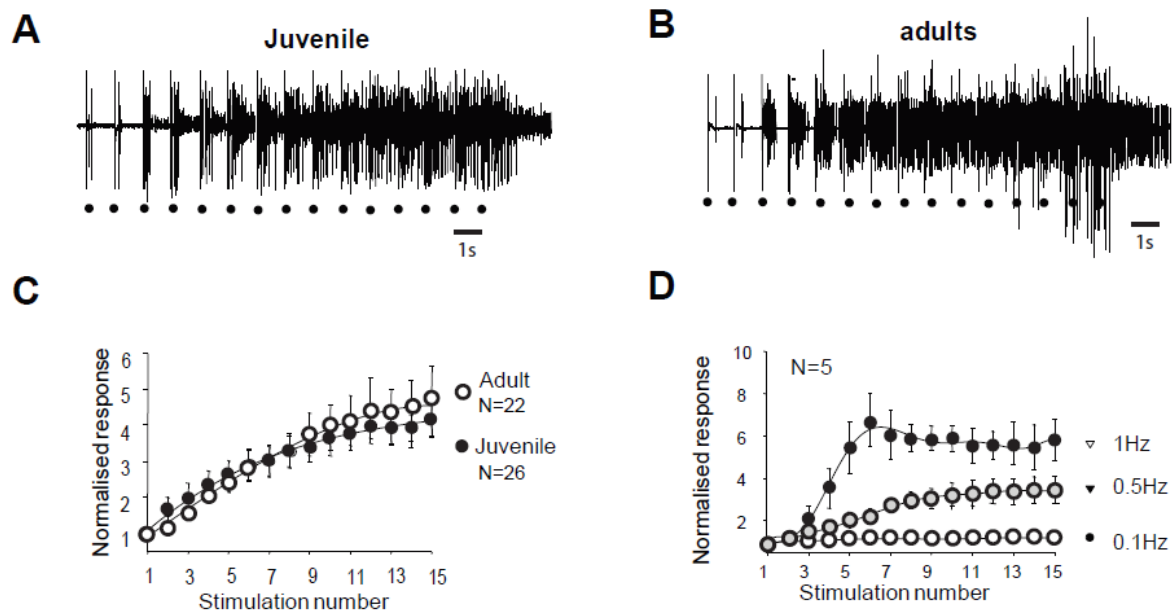 A
Juvenile
1s
B
adults
1s
C
Normalised response
6
5
4
3
2
1
1 3 5 7 9 11 13 15
Stimulation number
Adult
N=22
Juvenile
N=26
D
Normalised response
10
8
6
4
2
N=5
1 3 5 7 9 11 13 15
Stimulation number
1Hz
0.5Hz
0.1Hz